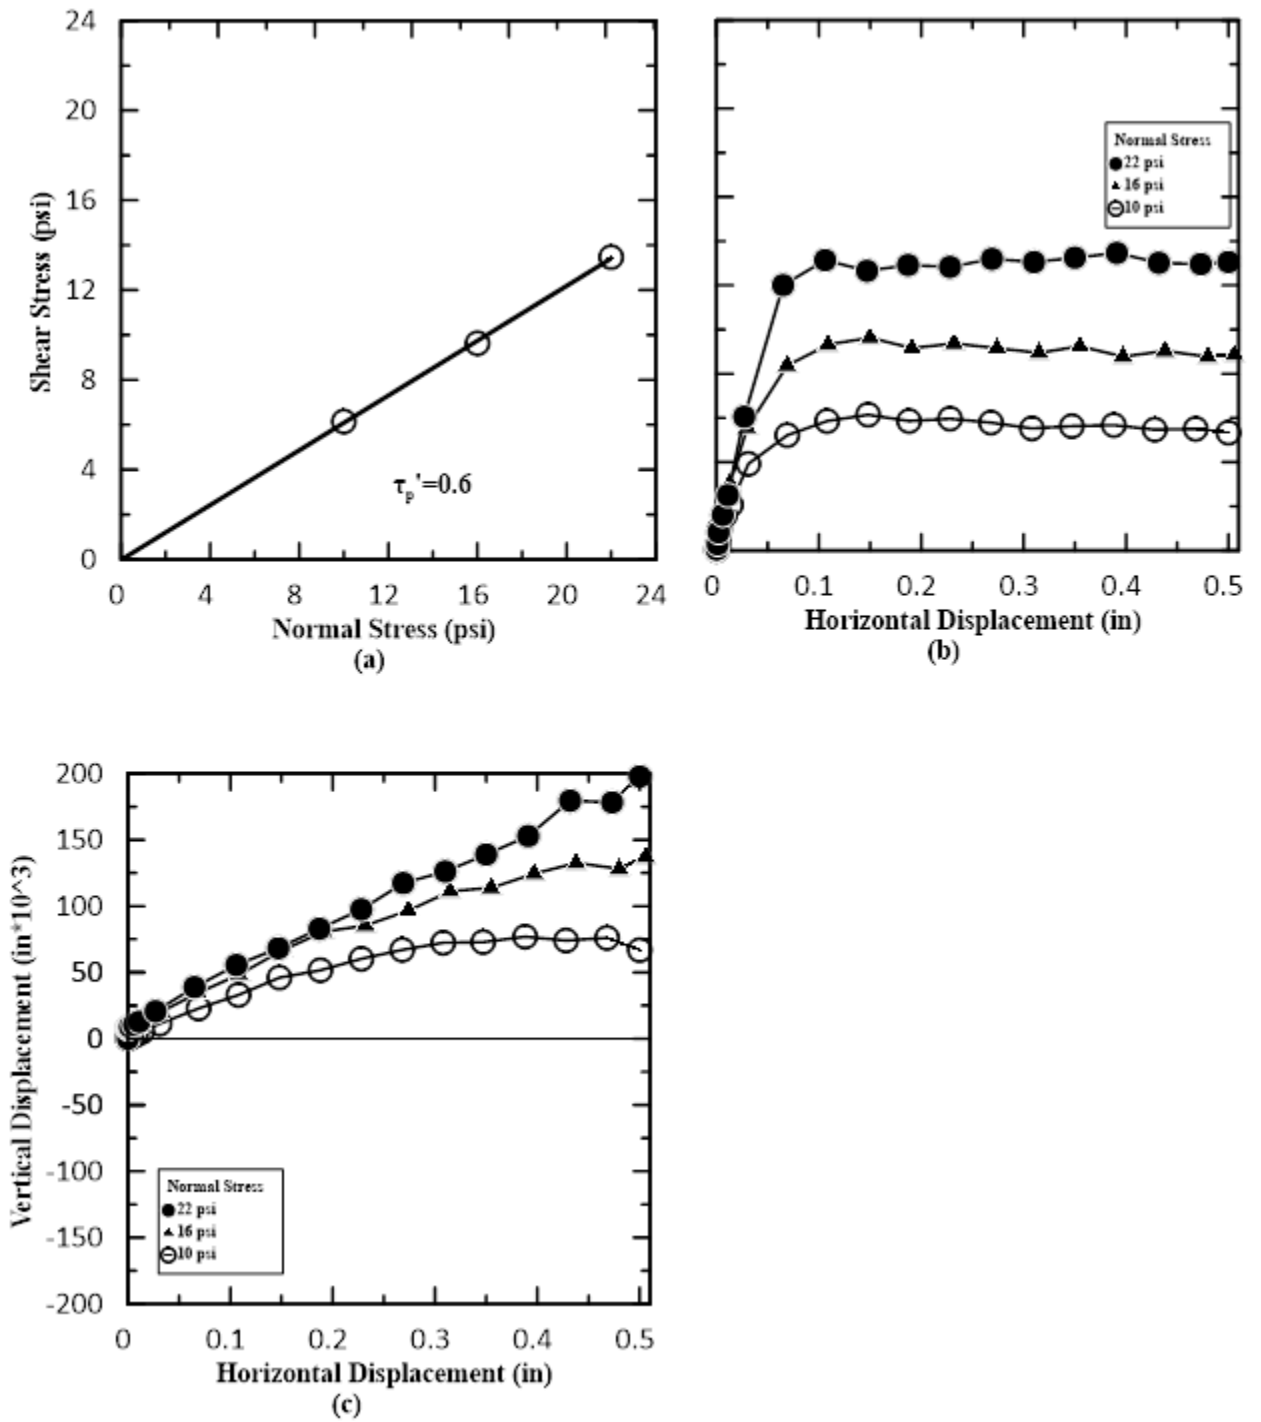 24
20
16
12
8
4
0
Shear Stress (psi)
τp'=0.6
0 4 8 12 16 20 24
Normal Stress (psi)
(a)
Normal Stress
22 psi
16 psi
10 psi
0 0.1 0.2 0.3 0.4 0.5
Horizontal Displacement (in)
(b)
200
150
100
50
0
-50
-100
-150
-200
Vertical Displacement (in*10^3)
Normal Stress
22 psi
16 psi
10 psi
0 0.1 0.2 0.3 0.4 0.5
Horizontal Displacement (in)
(c)